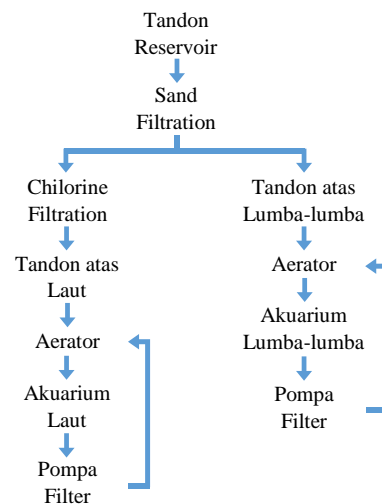 Tandon
Reservoir
Sand
Filtration
Chilorine
Filtration
Tandon atas
Laut
Aerator
Akuarium
Laut
Pompa
Filter
Tandon atas
Lumba-lumba
Aerator
Akuarium
Lumba-lumba
Pompa
Filter